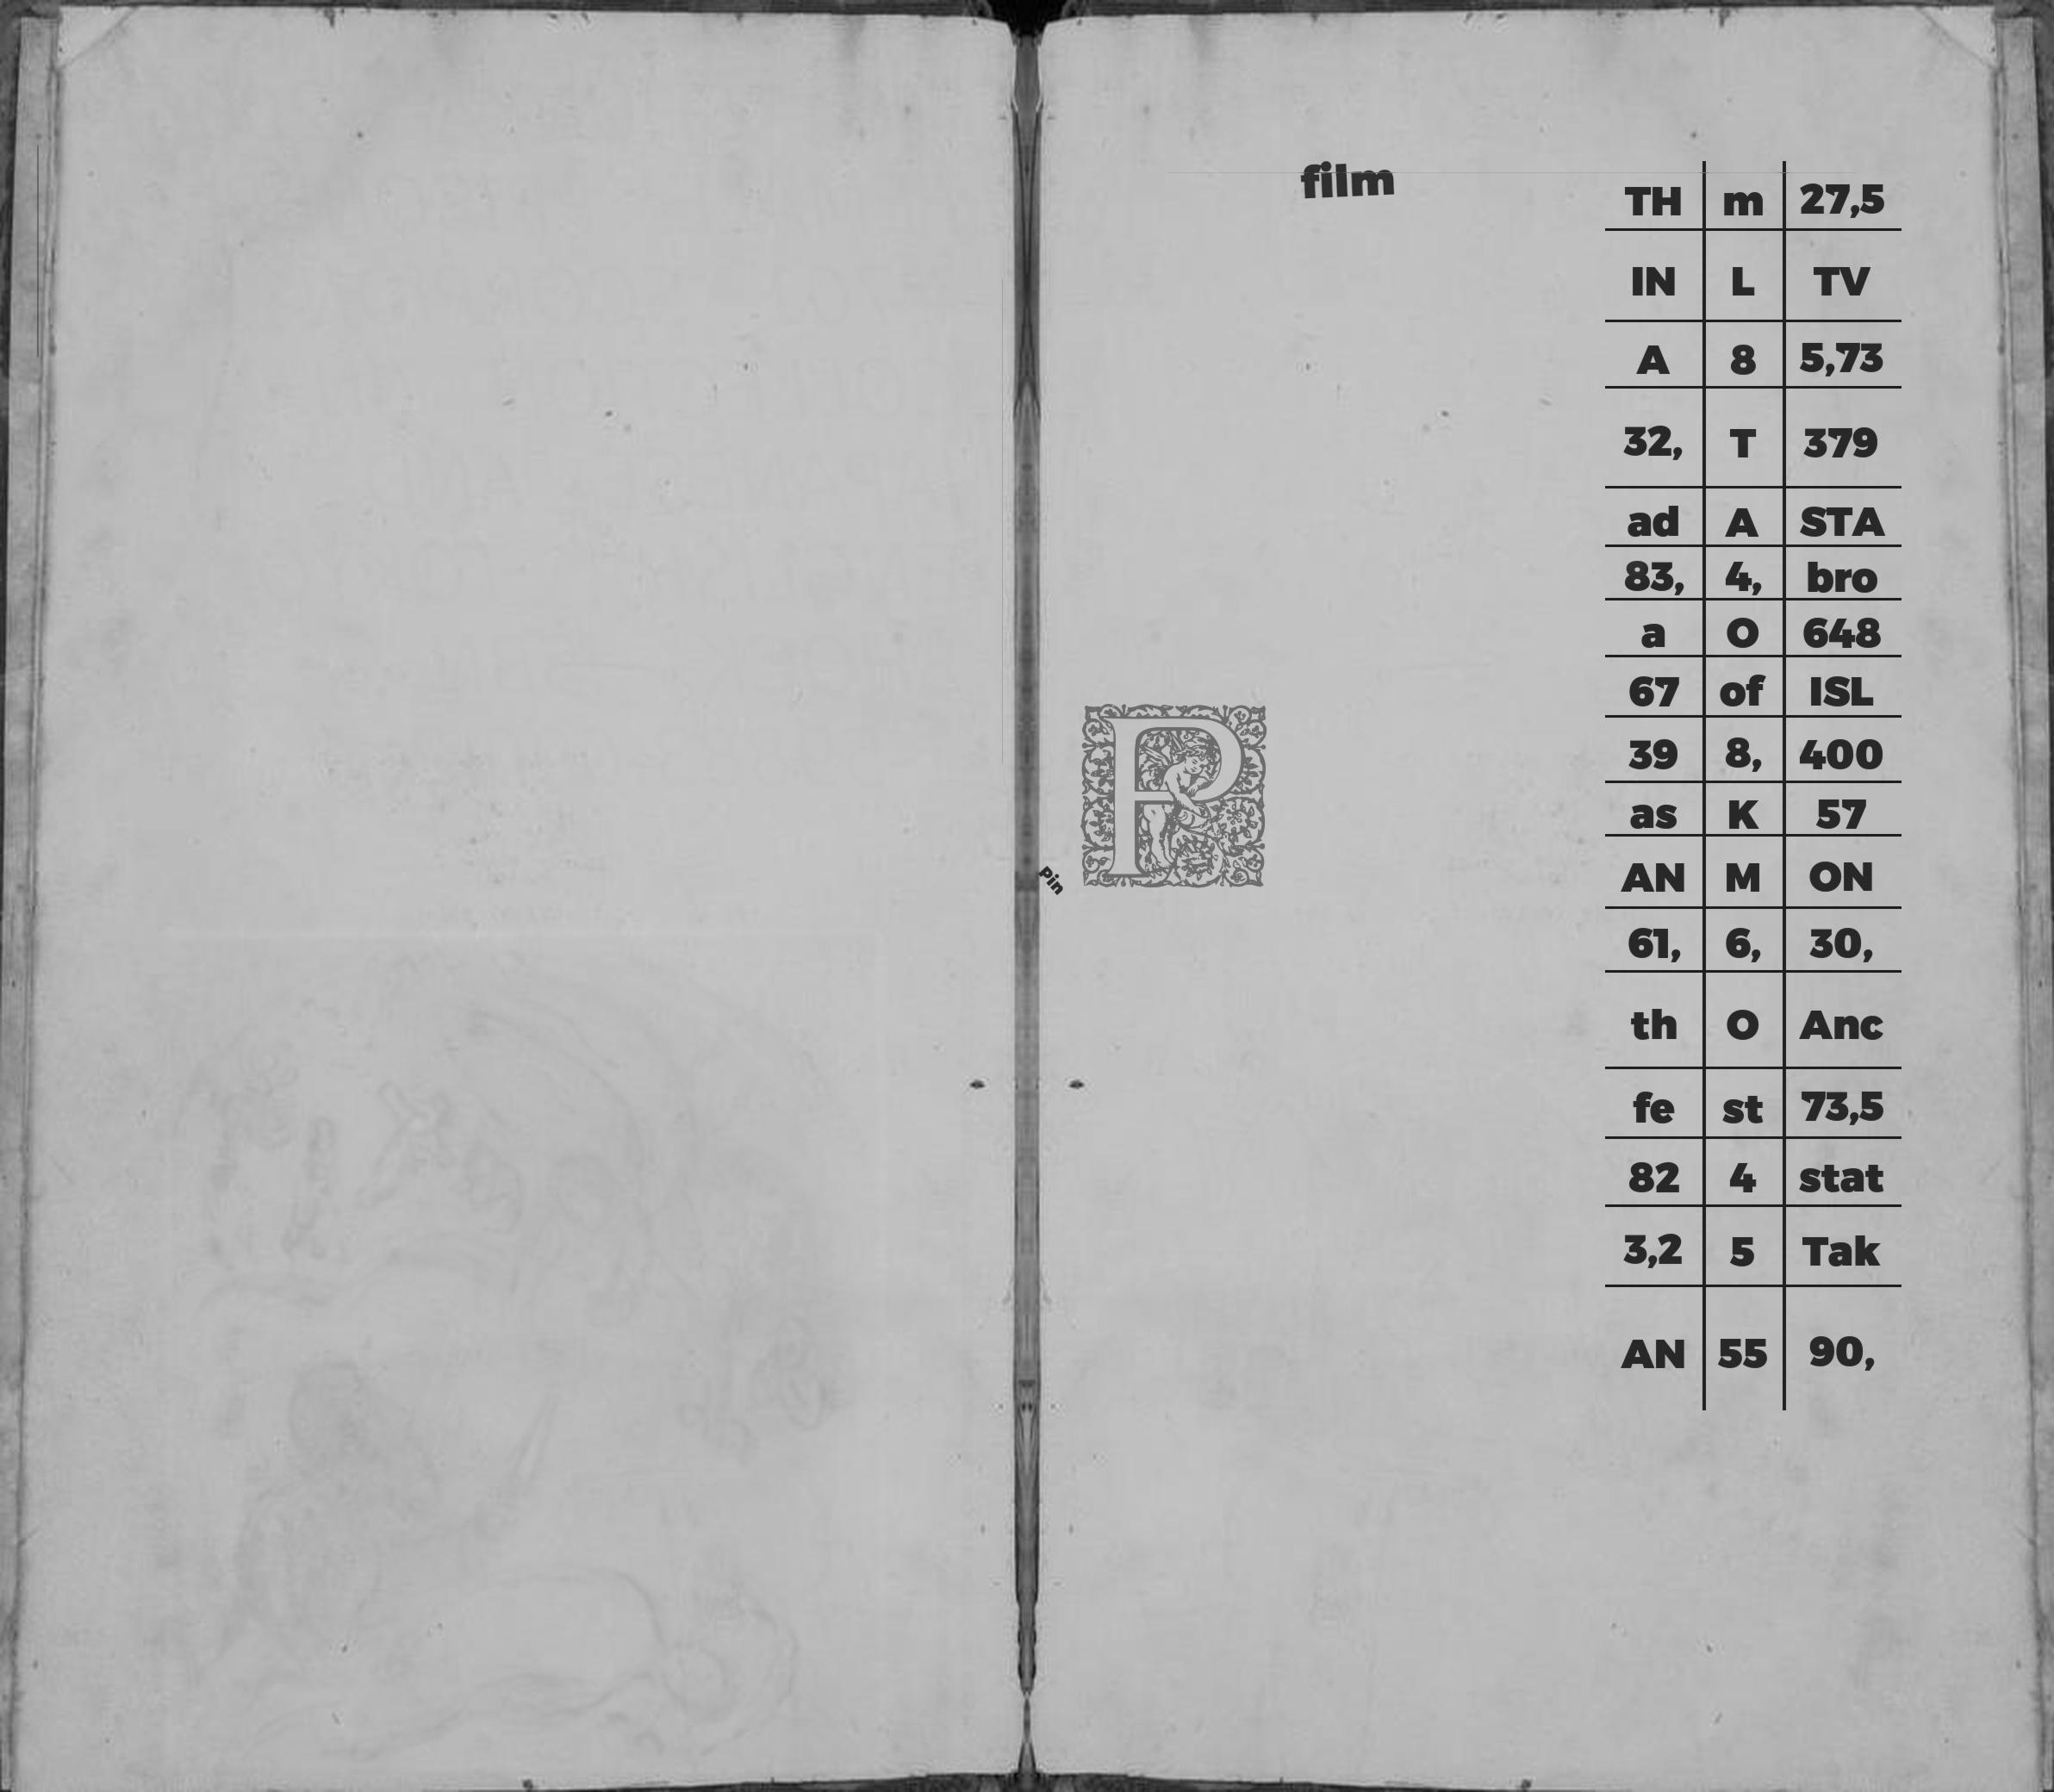 film
TH m 27,5
IN L TV
A 8 5,73
32, T 379
ad A STA
83, 4, bro
a O 648
67 of ISL
39 8, 400
as K 57
AN M ON
61, 6, 30,
th O Anc
fe st 73,5
82 4 stat
3,2 5 Tak
AN 55 90,
P
Pin